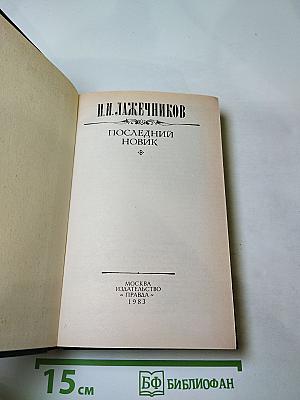 И.И.ЛАЖЕЧНИКОВ
ПОСЛЕДНИЙ
НОВИК
МОСКВА
ИЗДАТЕЛЬСТВО
«ПРАВДА»
1983
15 см
БФ БИБЛИОФАН